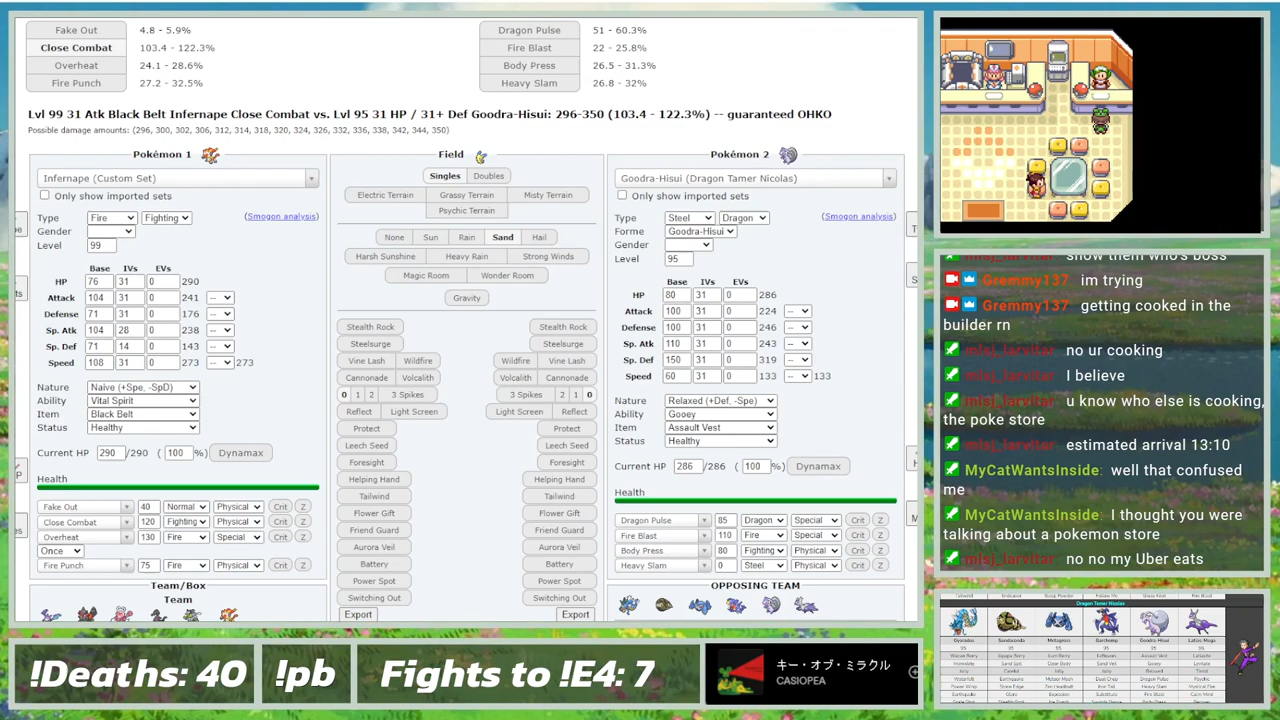 Fake Out 4.8 - 5.9%
Close Combat 103.4 - 122.3%
Overheat 24.1 - 28.6%
Fire Punch 27.2 - 32.5%
Dragon Pulse 51 - 60.3%
Fire Blast 22 - 25.8%
Body Press 26.5 - 31.3%
Heavy Slam 26.8 - 32%
Lvl 99 31 Atk Black Belt Infernape Close Combat vs. Lvl 95 - HP / 31+ Def Goodra-Hisui: 296-350 (103.4 - 122.3%) -- guaranteed OHKO
Possible damage amounts: (296, 300, 302, 306, 312, 314, 318, 320, 324, 326, 332, 336, 338, 342, 344, 350)
Pokémon 1
Infernape (Custom Set)
Only show imported sets
Type Fire Fighting (Smogon analysis)
Gender
Level 99
Base IVs EVs
HP 76 31 0 290
Attack 104 31 0 241 --
Defense 71 31 0 176 --
Sp. Atk 104 28 0 238 --
Sp. Def 71 14 0 143 --
Speed 108 31 0 273 -- 273
Nature Naive (+Spe, -SpD)
Ability Vital Spirit
Item Black Belt
Status Healthy
Current HP 290 /290 ( 100 %) Dynamax
Health
Fake Out 40 Normal Physical Crit Z
Close Combat 120 Fighting Physical Crit Z
Overheat 130 Fire Special Crit Z
Once
Fire Punch 75 Fire Physical Crit Z
Team/Box
Team
Field
Singles Doubles
Electric Terrain Grassy Terrain Misty Terrain
Psychic Terrain
None Sun Rain Sand Hail
Harsh Sunshine Heavy Rain Strong Winds
Magic Room Wonder Room
Gravity
Stealth Rock Stealth Rock
Steelsurge Steelsurge
Vine Lash Wildfire Wildfire Vine Lash
Cannonade Volcalith Volcalith Cannonade
0 1 2 3 Spikes 3 Spikes 2 1 0
Reflect Light Screen Light Screen Reflect
Protect Protect
Leech Seed Leech Seed
Foresight Foresight
Helping Hand Helping Hand
Tailwind Tailwind
Flower Gift Flower Gift
Friend Guard Friend Guard
Aurora Veil Aurora Veil
Battery Battery
Power Spot Power Spot
Switching Out Switching Out
Export Export
Pokémon 2
Goodra-Hisui (Dragon Tamer Nicolas)
Only show imported sets
Type Steel Dragon (Smogon analysis)
Forme Goodra-Hisui
Gender
Level 95
Base IVs EVs
HP 80 31 0 286
Attack 100 31 0 224 --
Defense 100 31 0 246 --
Sp. Atk 110 31 0 243 --
Sp. Def 150 31 0 319 --
Speed 60 31 0 133 -- 133
Nature Relaxed (+Def, -Spe)
Ability Gooey
Item Assault Vest
Status Healthy
Current HP 286 /286 ( 100 %) Dynamax
Health
Dragon Pulse 85 Dragon Special Crit Z
Fire Blast 110 Fire Special Crit Z
Body Press 80 Fighting Physical Crit Z
Heavy Slam 0 Steel Physical Crit Z
OPPOSING TEAM
mlsj_larvitar show them who's boss
Gremmy137 im trying
Gremmy137 getting cooked in the
builder rn
mlsj_larvitar no ur cooking
mlsj_larvitar I believe
mlsj_larvitar u know who else is cooking,
the poke store
mlsj_larvitar estimated arrival 13:10
MyCatWantsInside: well that confused
me
MyCatWantsInside: I thought you were
talking about a pokemon store
mlsj_larvitar no no my Uber eats
Dragon Tamer Nicolas
Gyarados Sandaconda Metagross Garchomp Goodra Hisui Latias Mega
キー・オブ・ミラクル
CASIOPEA